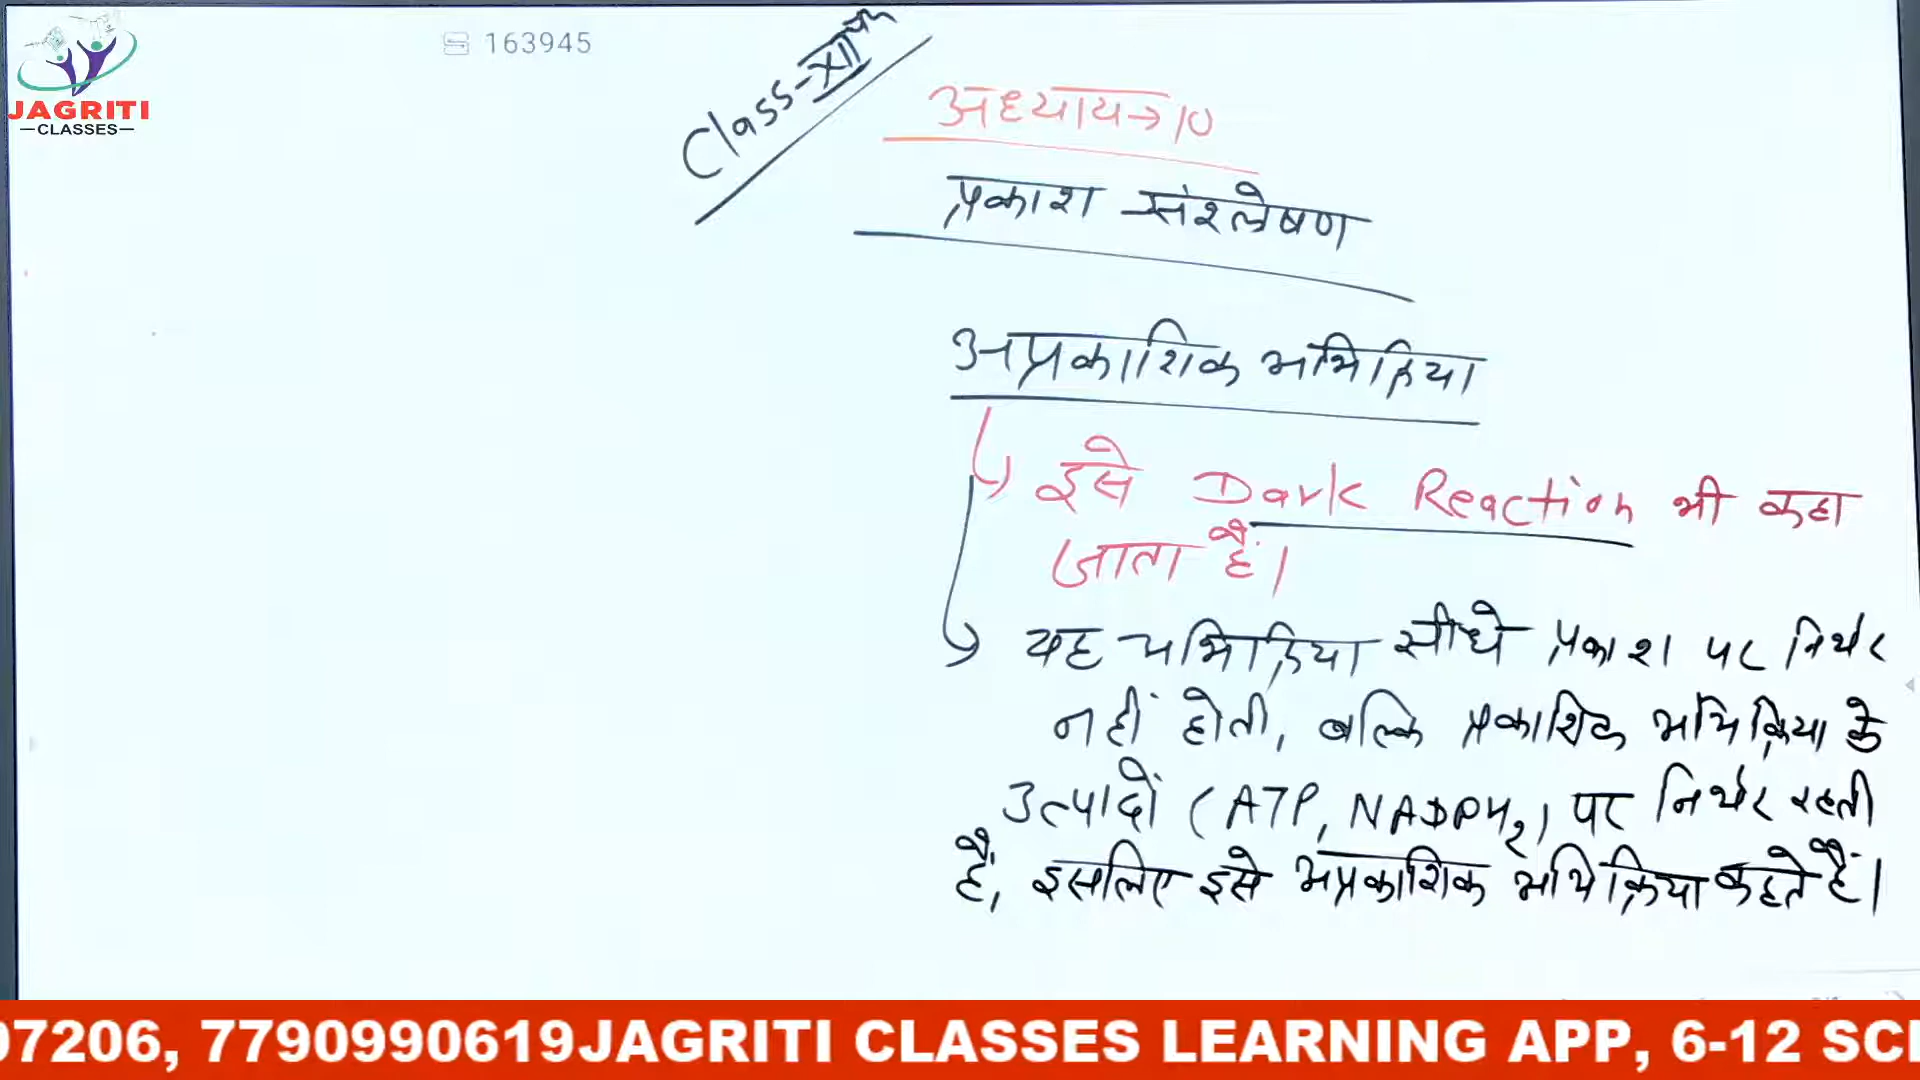 JAGRITI
CLASSES
163945
Class-XIIth
अध्याय→10
प्रकाश संश्लेषण
अप्रकाशिक अभिक्रिया
इसे Dark Reaction भी कहा
जाता हैं।
यह अभिक्रिया सीधे प्रकाश पर निर्भर
नहीं होती, बल्कि प्रकाशिक अभिक्रिया के
उत्पादों (ATP, NADPH2) पर निर्भर रहती
हैं, इसलिए इसे अप्रकाशिक अभिक्रिया कहते हैं।
07206, 7790990619JAGRITI CLASSES LEARNING APP, 6-12 SC